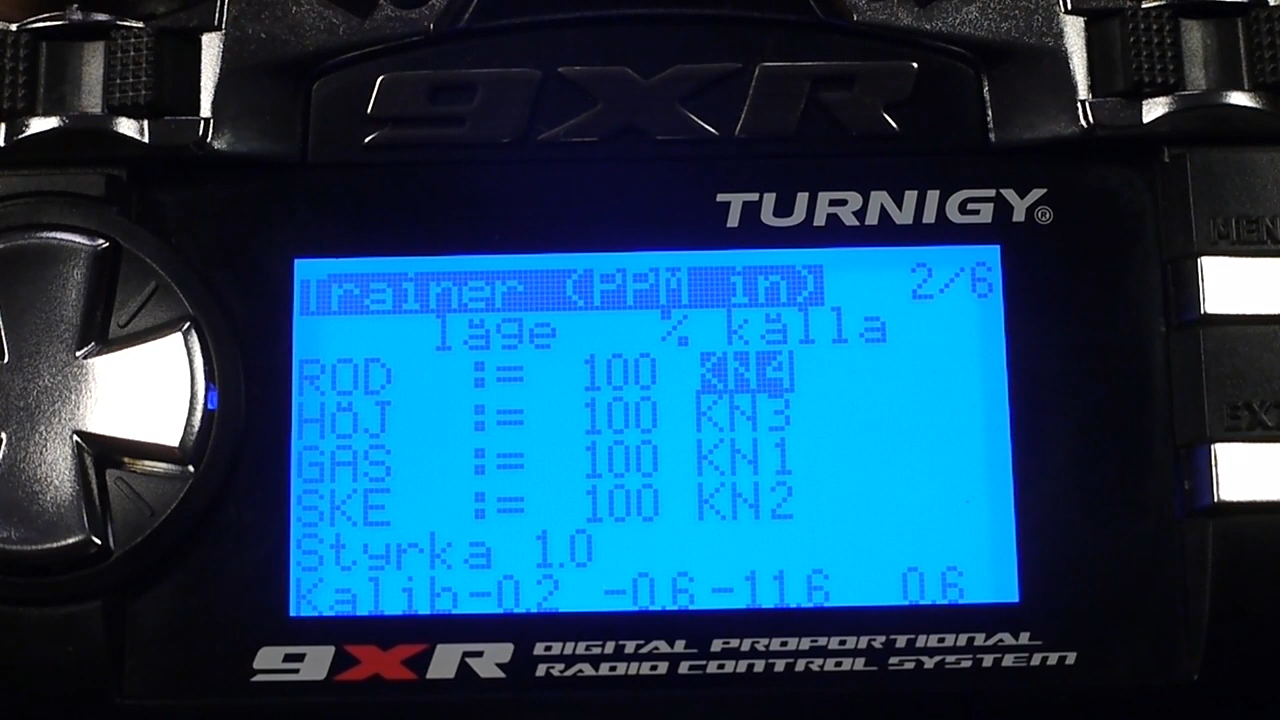 9XR
TURNIGY®
MEN
Trainer (PPM in) 2/6
läge % källa
ROD := 100 KN4
HÖJ := 100 KN3
GAS := 100 KN1
SKE := 100 KN2
Styrka 1.0
Kalib -0.2 -0.6 -11.6 0.6
EX
9XR DIGITAL PROPORTIONAL
RADIO CONTROL SYSTEM